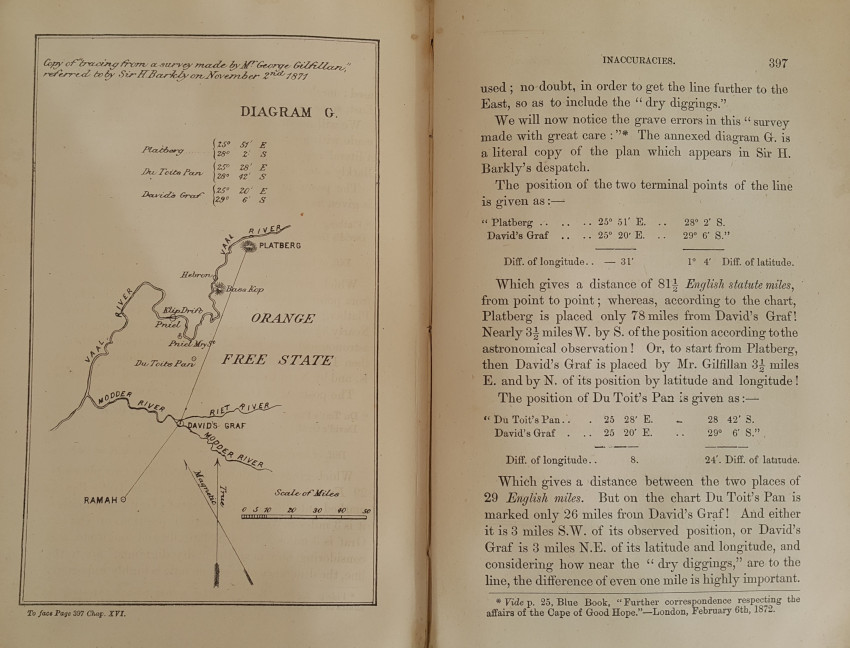 Copy of tracing from a survey made by Mr George Gilfillan,"
referred to by Sir H. Barkly on November 2nd 1871
DIAGRAM G.
Platberg {25° 51' E
28° 2' S
Du Toits Pan {25° 28' E
28° 42' S
David's Graf {25° 20' E
29° 6' S
VAAL RIVER
PLATBERG
Hebron
Baes Kop
VAAL RIVER
Klip Drift
Pniel
ORANGE
Pniel Mn St
Du Toits Pan
FREE STATE
MODDER RIVER
RIET RIVER
DAVID'S GRAF
MODDER RIVER
RAMAH
Magnetic
True
Scale of Miles
0 5 10 20 30 40 50
To face Page 397 Chap. XVI.
INACCURACIES. 397
used; no doubt, in order to get the line further to the
East, so as to include the "dry diggings."
We will now notice the grave errors in this "survey
made with great care:"* The annexed diagram G. is
a literal copy of the plan which appears in Sir H.
Barkly's despatch.
The position of the two terminal points of the line
is given as:—
"Platberg .. .. .. 25° 51' E. .. 28° 2' S.
David's Graf .. .. 25° 20' E. .. 29° 6' S."
Diff. of longitude.. — 31' 1° 4' Diff. of latitude.
Which gives a distance of 81½ English statute miles,
from point to point; whereas, according to the chart,
Platberg is placed only 78 miles from David's Graf!
Nearly 3½ miles W. by S. of the position according to the
astronomical observation! Or, to start from Platberg,
then David's Graf is placed by Mr. Gilfillan 3½ miles
E. and by N. of its position by latitude and longitude!
The position of Du Toit's Pan is given as:—
"Du Toit's Pan.. . 25 28' E. .. 28 42' S.
David's Graf . .. 25 20' E. .. 29° 6' S."
Diff. of longitude.. 8. 24'. Diff. of latitude.
Which gives a distance between the two places of
29 English miles. But on the chart Du Toit's Pan is
marked only 26 miles from David's Graf! And either
it is 3 miles S.W. of its observed position, or David's
Graf is 3 miles N.E. of its latitude and longitude, and
considering how near the "dry diggings," are to the
line, the difference of even one mile is highly important.
* Vide p. 25, Blue Book, "Further correspondence respecting the
affairs of the Cape of Good Hope."—London, February 6th, 1872.